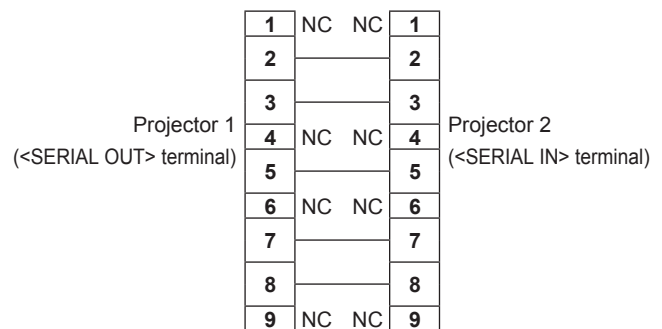 1 NC NC 1
2 2
3 3
Projector 1
(<SERIAL OUT> terminal)
4 NC NC 4
Projector 2
(<SERIAL IN> terminal)
5 5
6 NC NC 6
7 7
8 8
9 NC NC 9